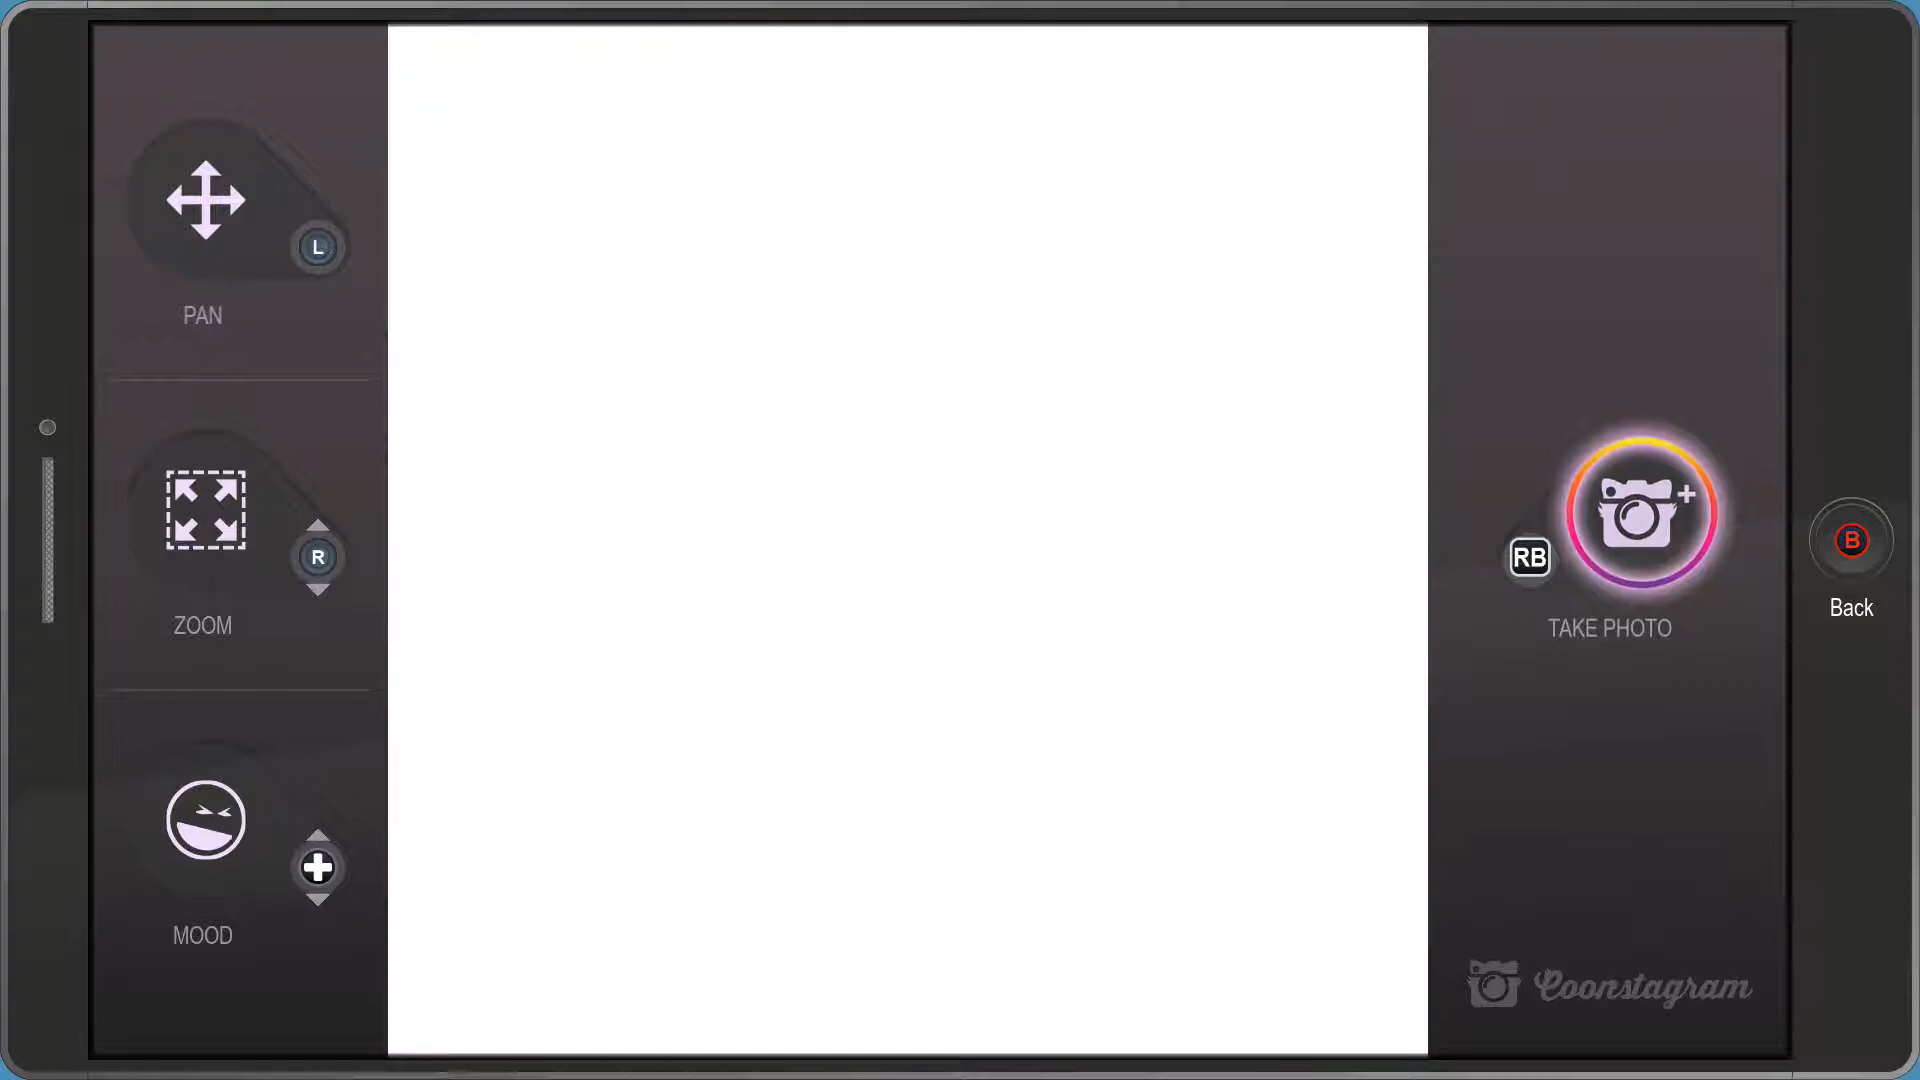 L
PAN
R
ZOOM
MOOD
RB
TAKE PHOTO
B
Back
Coonstagram